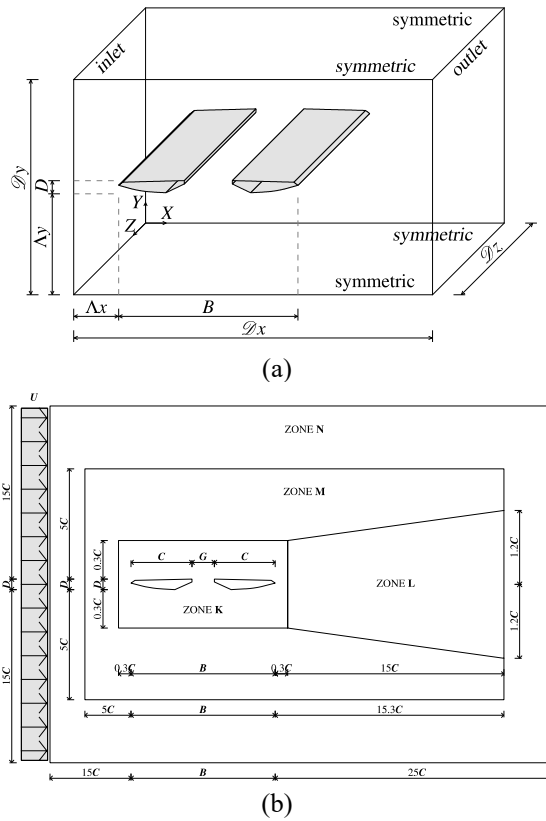 symmetric
inlet
symmetric
outlet
𝒟y
D
Λy
Y
X
Z
symmetric
symmetric
𝒟z
Λx
B
𝒟x
(a)
U
ZONE N
15C
5C
ZONE M
0.3C
C
G
C
1.2C
D
D
D
0.3C
ZONE K
ZONE L
1.2C
15C
5C
0.3C
B
0.3C
15C
5C
B
15.3C
15C
B
25C
(b)